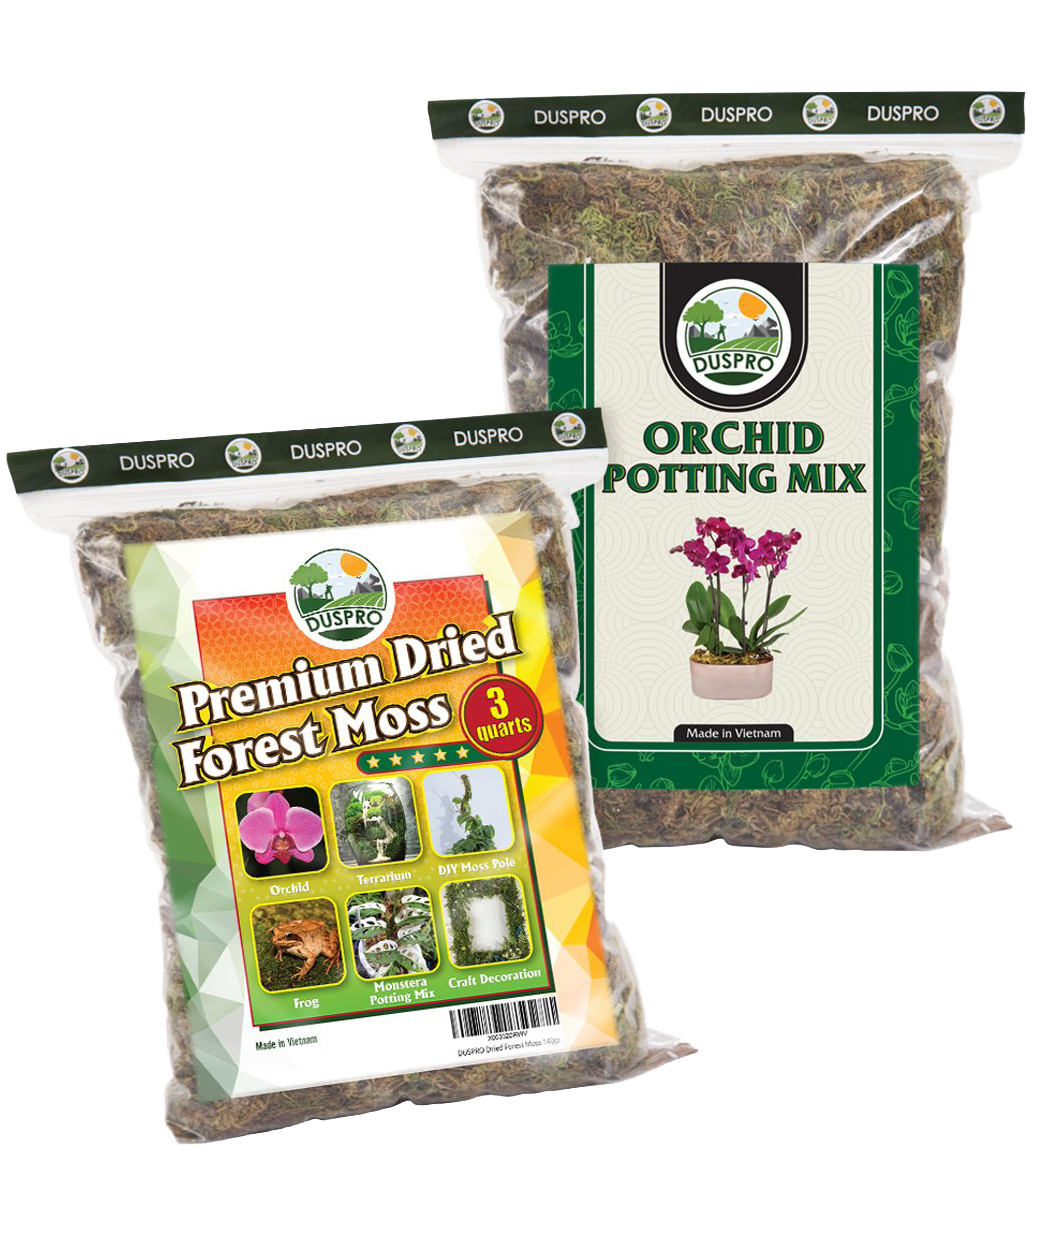 DUSPRO DUSPRO DUSPRO
DUSPRO
ORCHID
POTTING MIX
Made in Vietnam
DUSPRO DUSPRO DUSPRO
DUSPRO
Premium Dried
Forest Moss
3
quarts
Orchid
Terrarium
DIY Moss Pole
Frog
Monstera
Potting Mix
Craft Decoration
Made in Vietnam
DUSPRO Dried Forest Moss